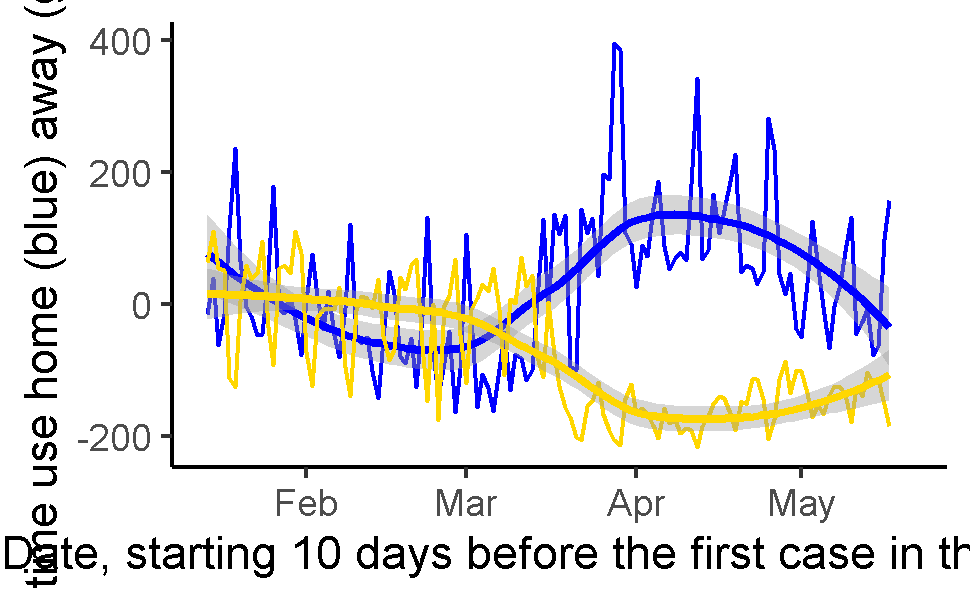 time use home (blue) away (
400
200
0
-200
Feb Mar Apr May
Date, starting 10 days before the first case in th